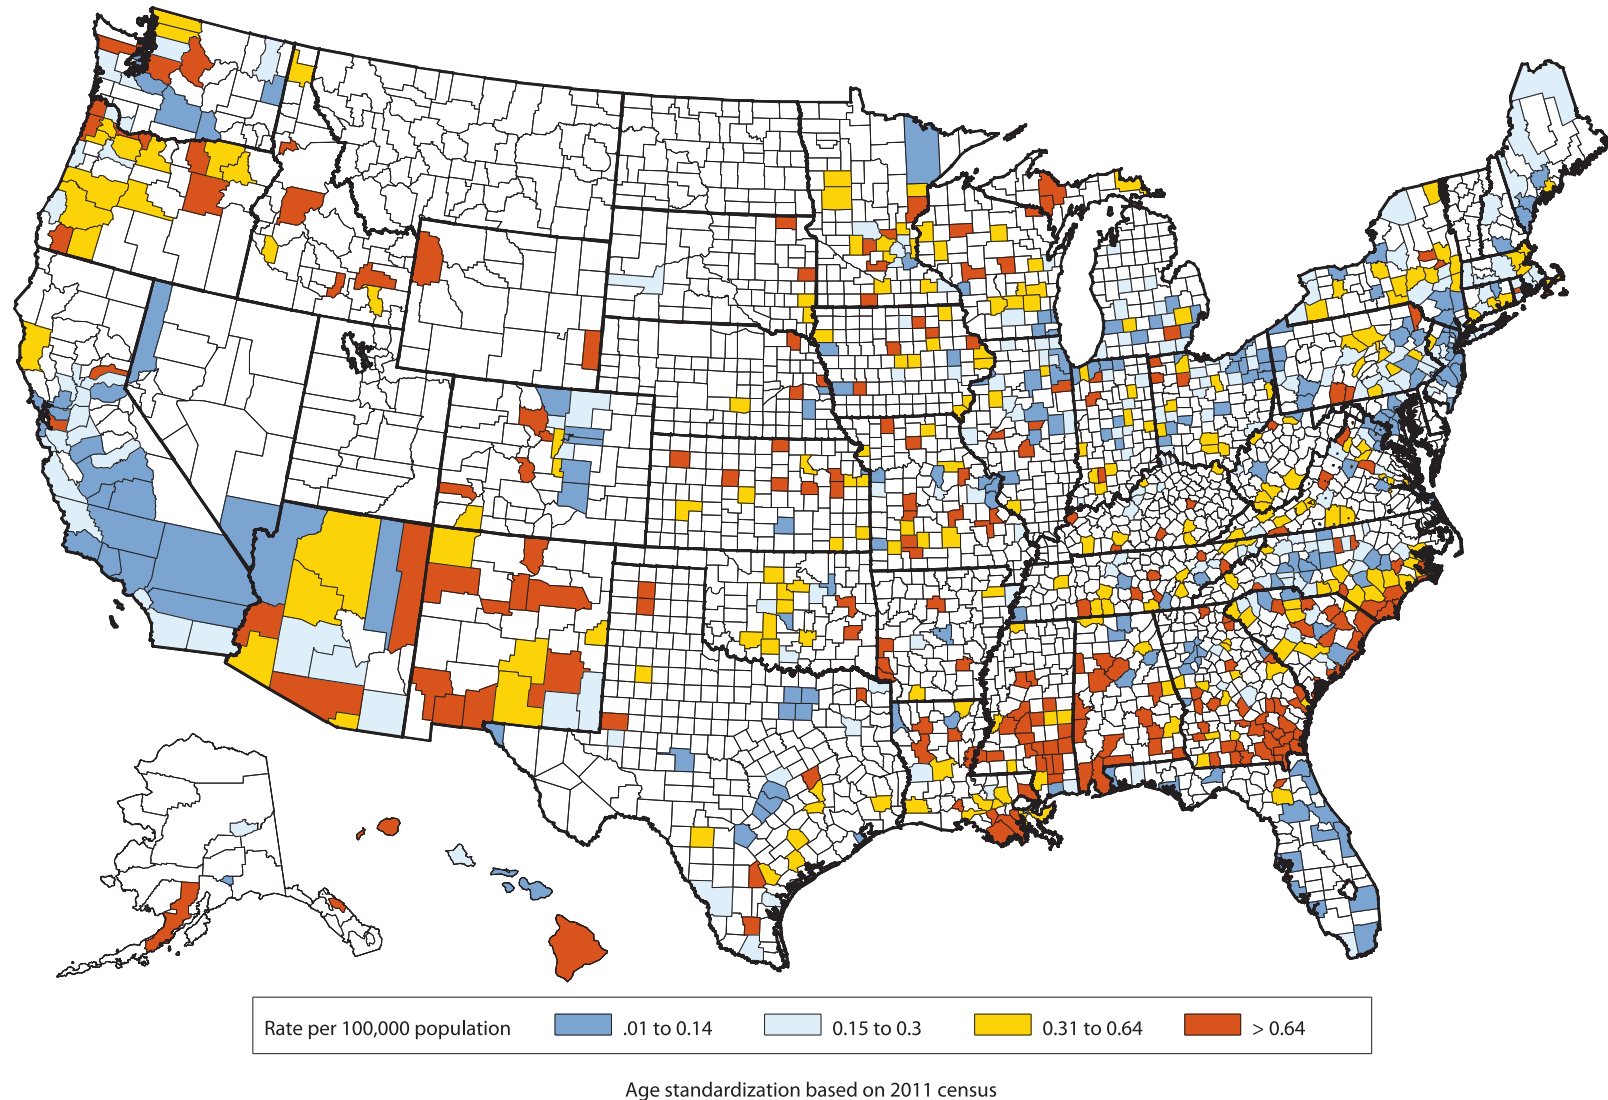 Rate per 100,000 population .01 to 0.14 0.15 to 0.3 0.31 to 0.64 > 0.64
Age standardization based on 2011 census